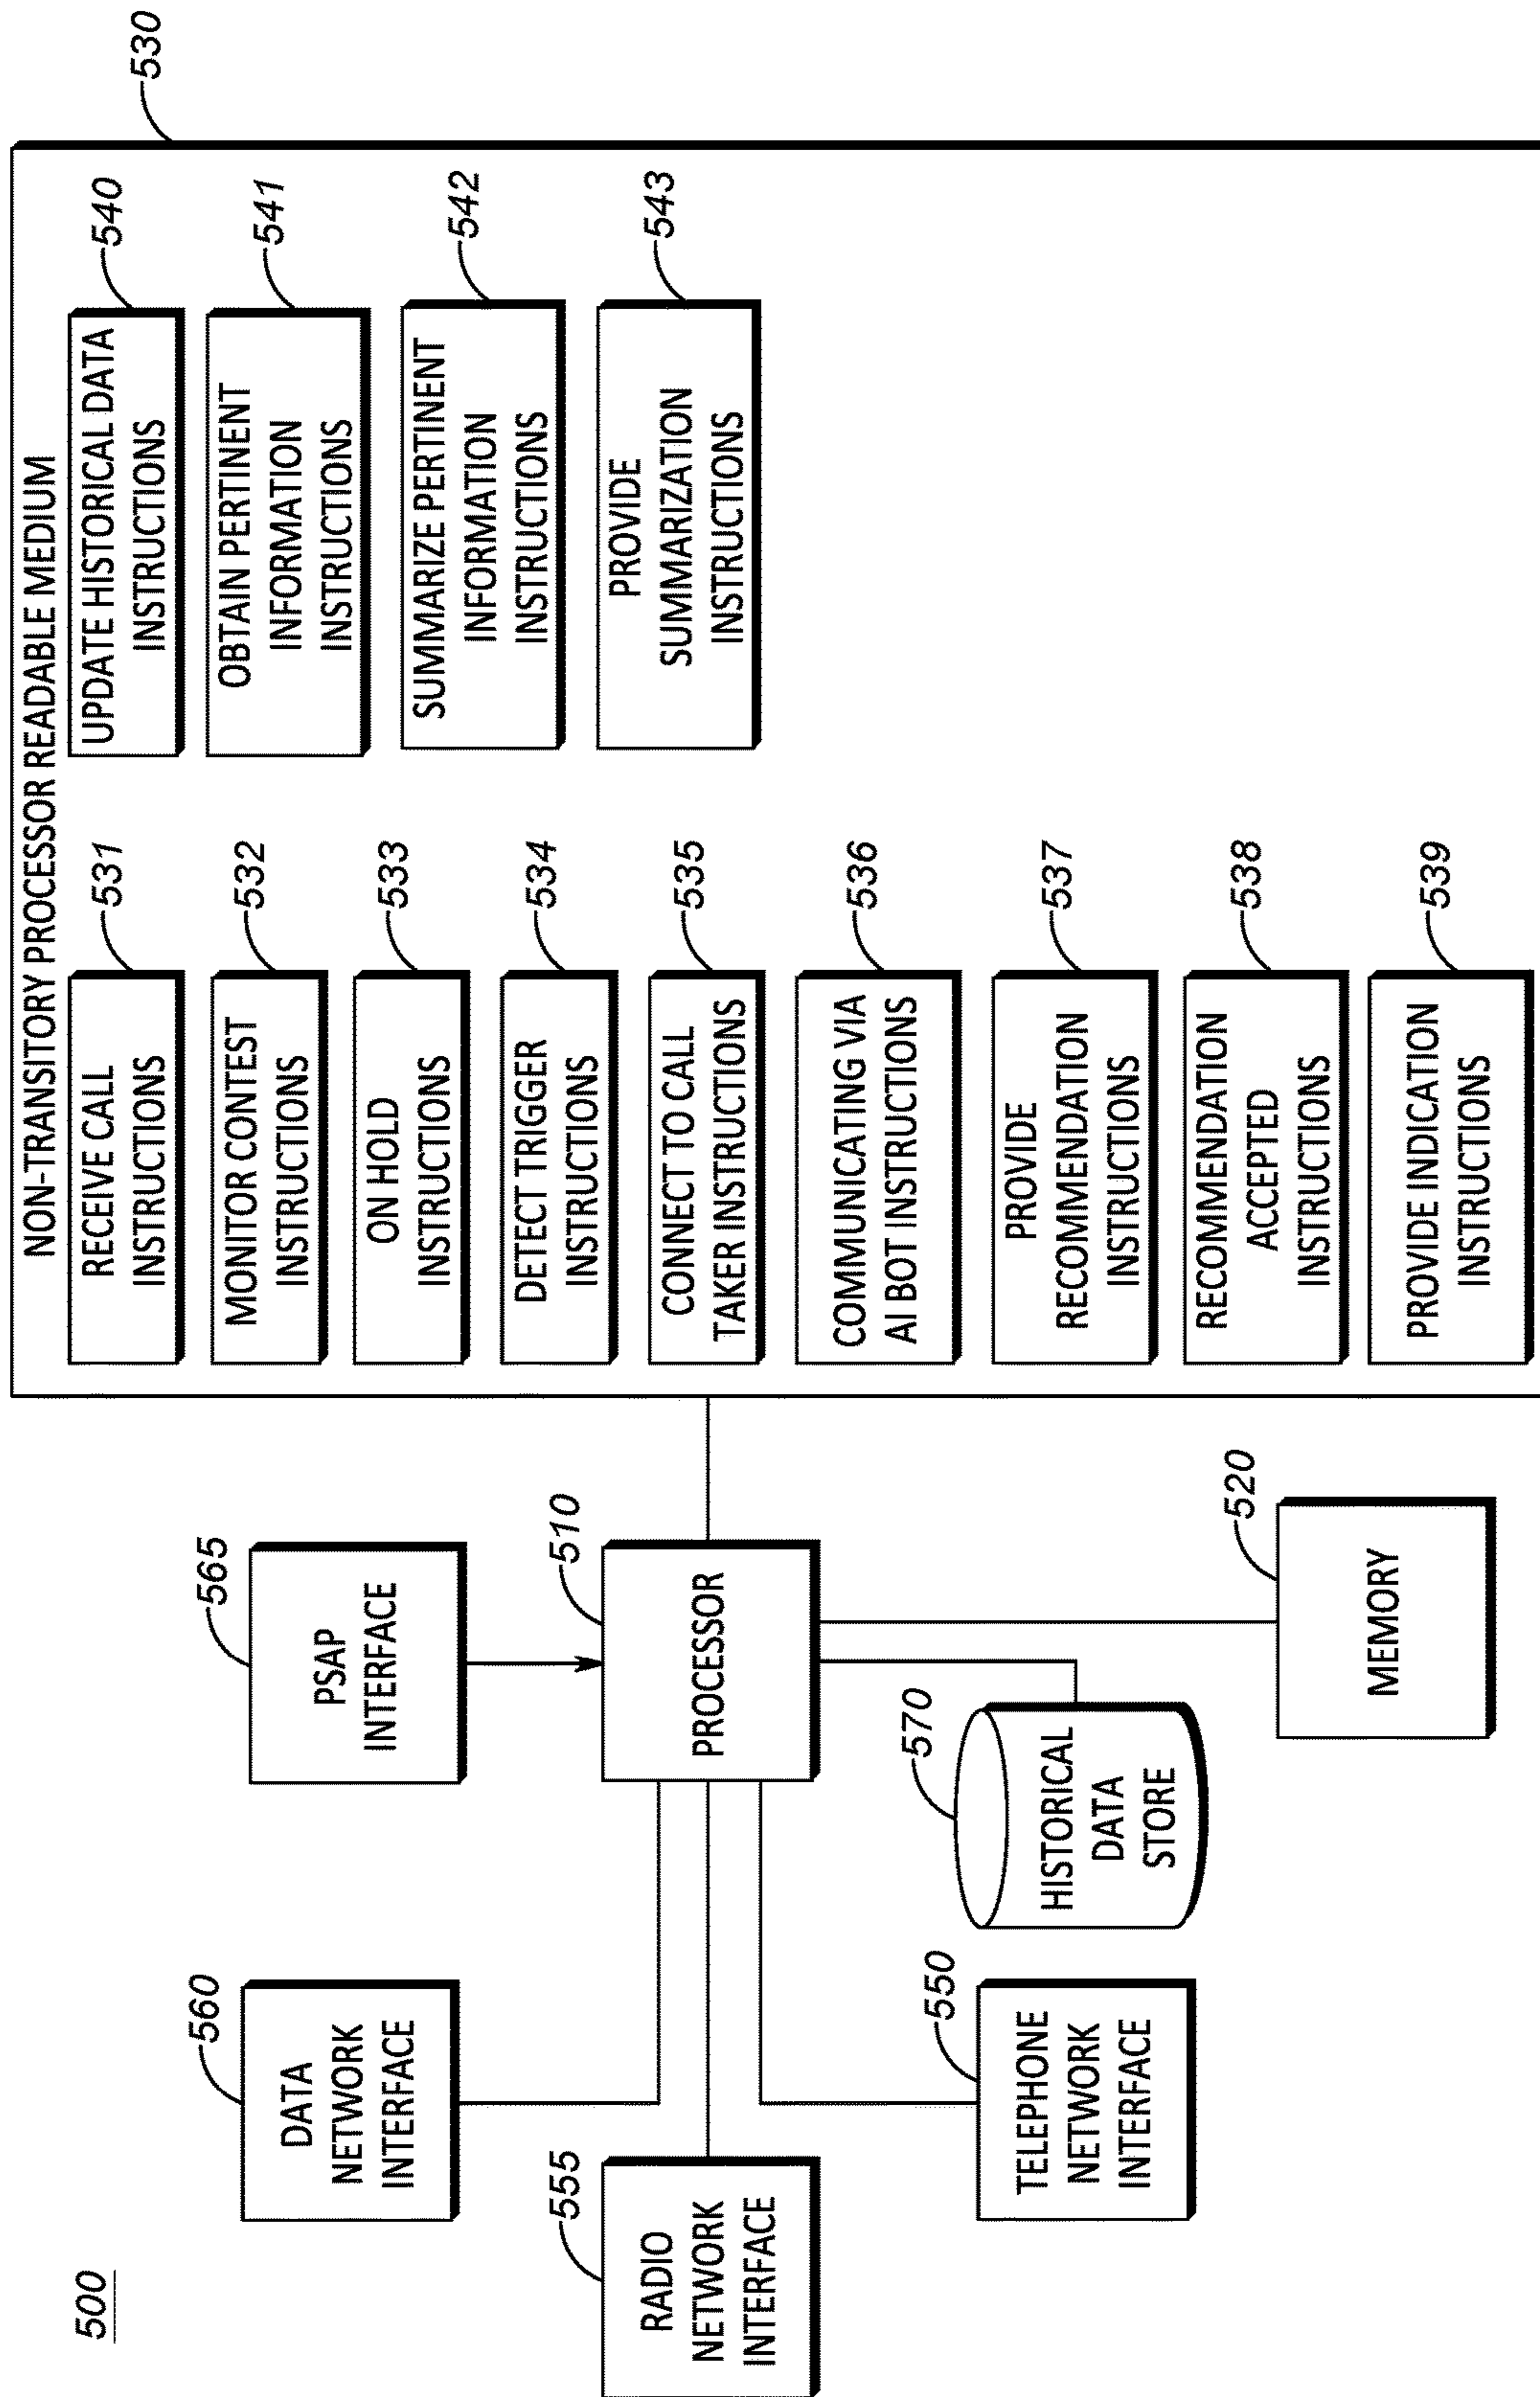 500
DATA
NETWORK
INTERFACE
560
RADIO
NETWORK
INTERFACE
555
TELEPHONE
NETWORK
INTERFACE
550
PSAP
INTERFACE
565
PROCESSOR
510
HISTORICAL
DATA
STORE
570
MEMORY
520
NON-TRANSITORY PROCESSOR READABLE MEDIUM
530
RECEIVE CALL
INSTRUCTIONS
531
MONITOR CONTEST
INSTRUCTIONS
532
ON HOLD
INSTRUCTIONS
533
DETECT TRIGGER
INSTRUCTIONS
534
CONNECT TO CALL
TAKER INSTRUCTIONS
535
COMMUNICATING VIA
AI BOT INSTRUCTIONS
536
PROVIDE
RECOMMENDATION
INSTRUCTIONS
537
RECOMMENDATION
ACCEPTED
INSTRUCTIONS
538
PROVIDE INDICATION
INSTRUCTIONS
539
UPDATE HISTORICAL DATA
INSTRUCTIONS
540
OBTAIN PERTINENT
INFORMATION
INSTRUCTIONS
541
SUMMARIZE PERTINENT
INFORMATION
INSTRUCTIONS
542
PROVIDE
SUMMARIZATION
INSTRUCTIONS
543